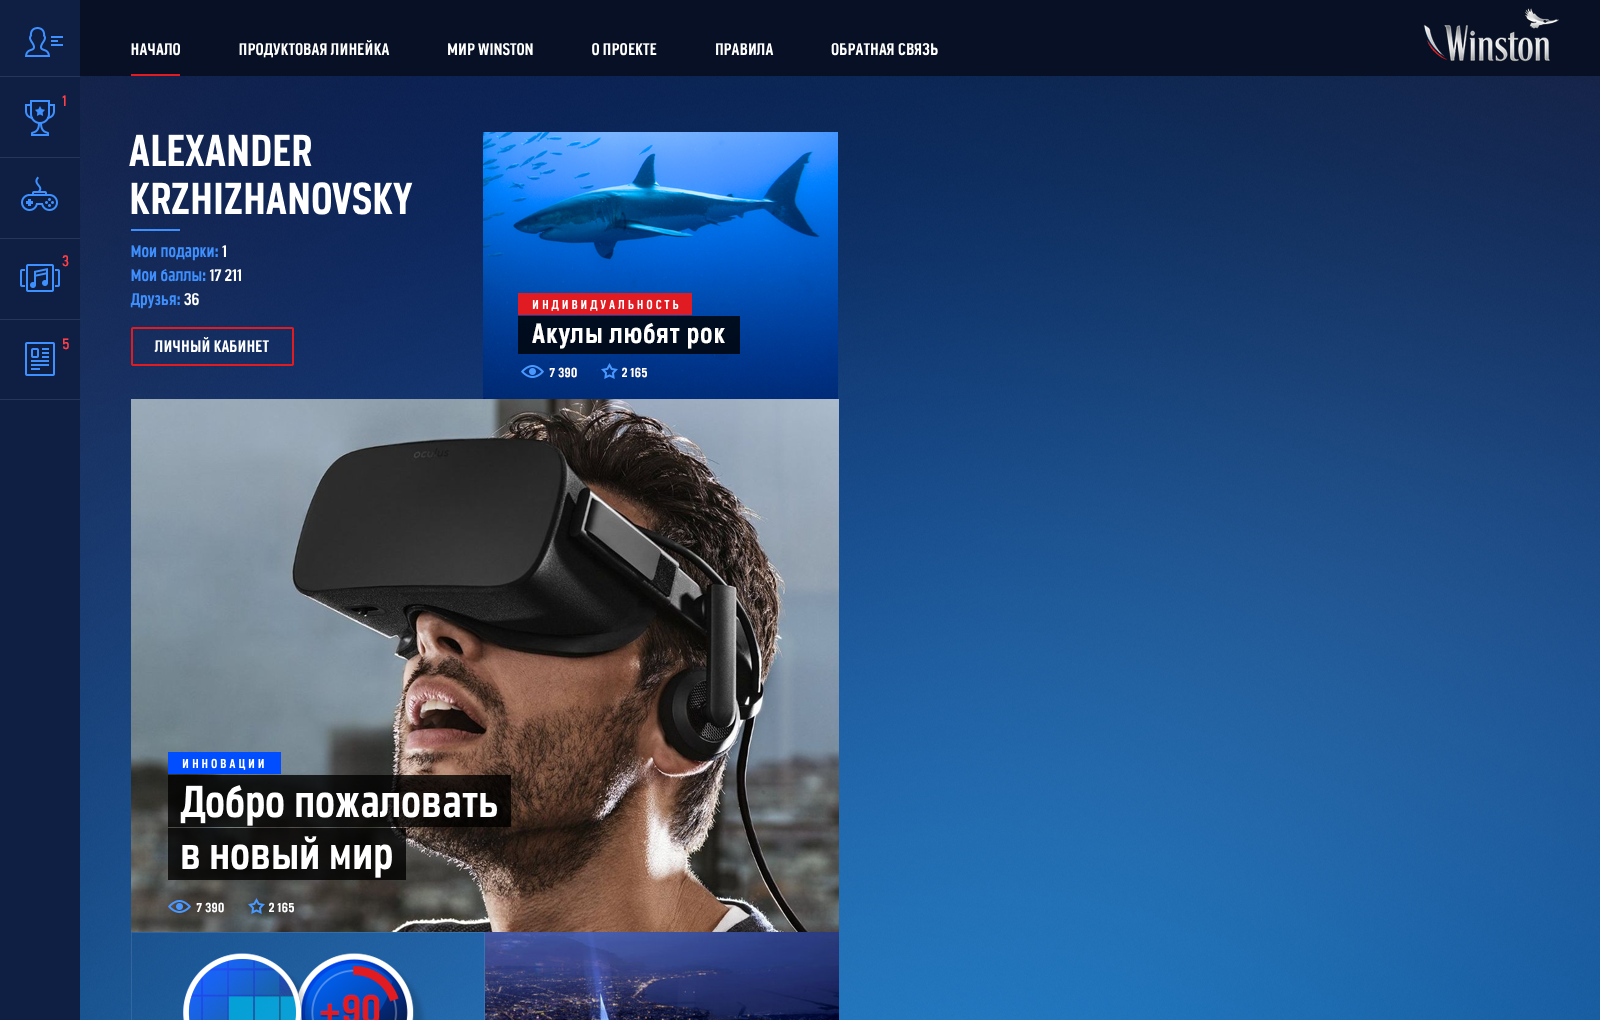 НАЧАЛО ПРОДУКТОВАЯ ЛИНЕЙКА МИР WINSTON О ПРОЕКТЕ ПРАВИЛА ОБРАТНАЯ СВЯЗЬ
Winston
1
3
5
ALEXANDER
KRZHIZHANOVSKY
Мои подарки: 1
Мои баллы: 17 211
Друзья: 36
ЛИЧНЫЙ КАБИНЕТ
ИНДИВИДУАЛЬНОСТЬ
Акулы любят рок
7 390 2 165
oculus
ИННОВАЦИИ
Добро пожаловать
в новый мир
7 390 2 165
+90